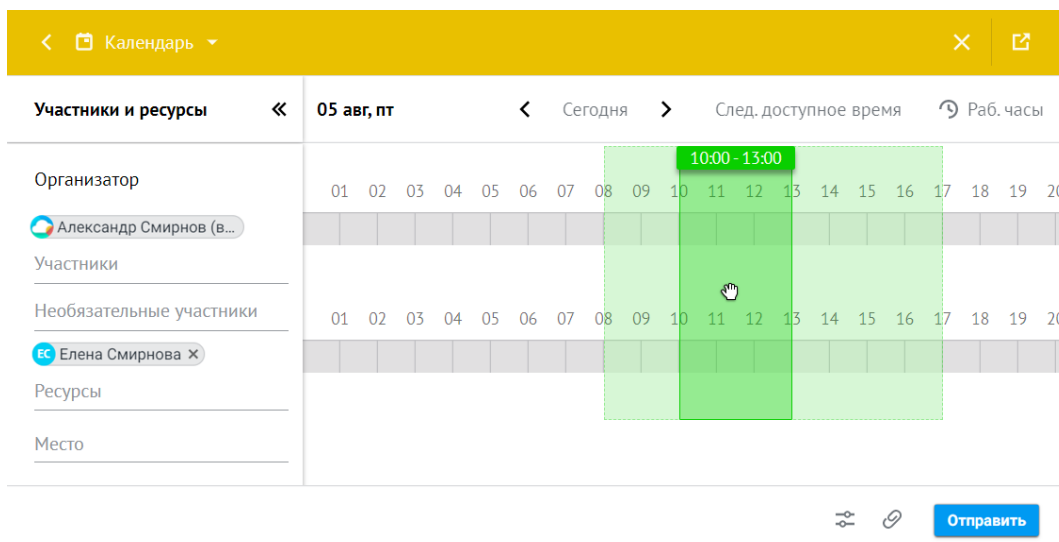 Календарь
Участники и ресурсы
05 авг, пт
Сегодня
След. доступное время
Раб. часы
10:00 - 13:00
Организатор
01 02 03 04 05 06 07 08 09 10 11 12 13 14 15 16 17 18 19 20
Александр Смирнов (в...
Участники
Необязательные участники
01 02 03 04 05 06 07 08 09 10 11 12 13 14 15 16 17 18 19 20
ЕС Елена Смирнова
Ресурсы
Место
Отправить